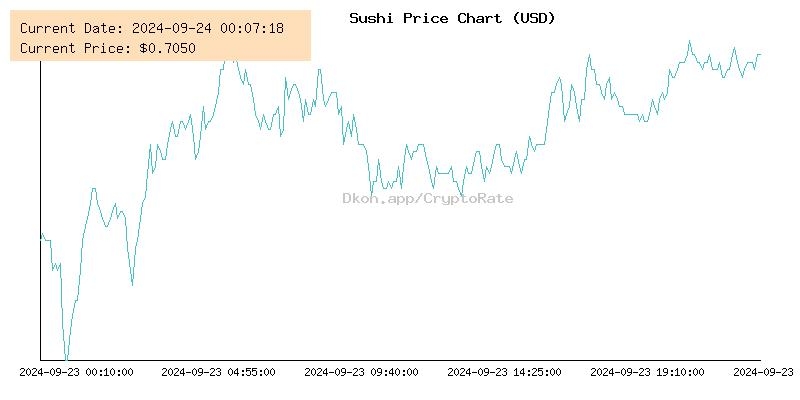 Sushi Price Chart (USD)
Current Date: 2024-09-24 00:07:18
Current Price: $0.7050
Dkon.app/CryptoRate
2024-09-23 00:10:00 2024-09-23 04:55:00 2024-09-23 09:40:00 2024-09-23 14:25:00 2024-09-23 19:10:00 2024-09-23